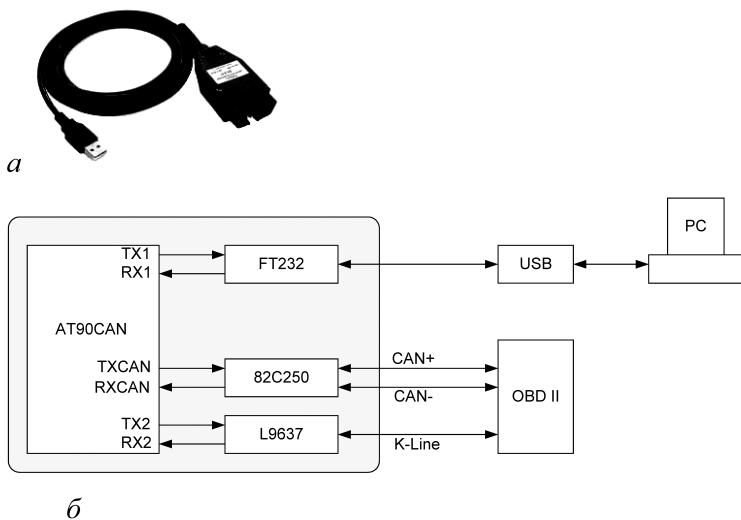 а
PC
TX1
RX1
FT232
USB
AT90CAN
TXCAN
RXCAN
82C250
CAN+
CAN-
OBD II
TX2
RX2
L9637
K-Line
б